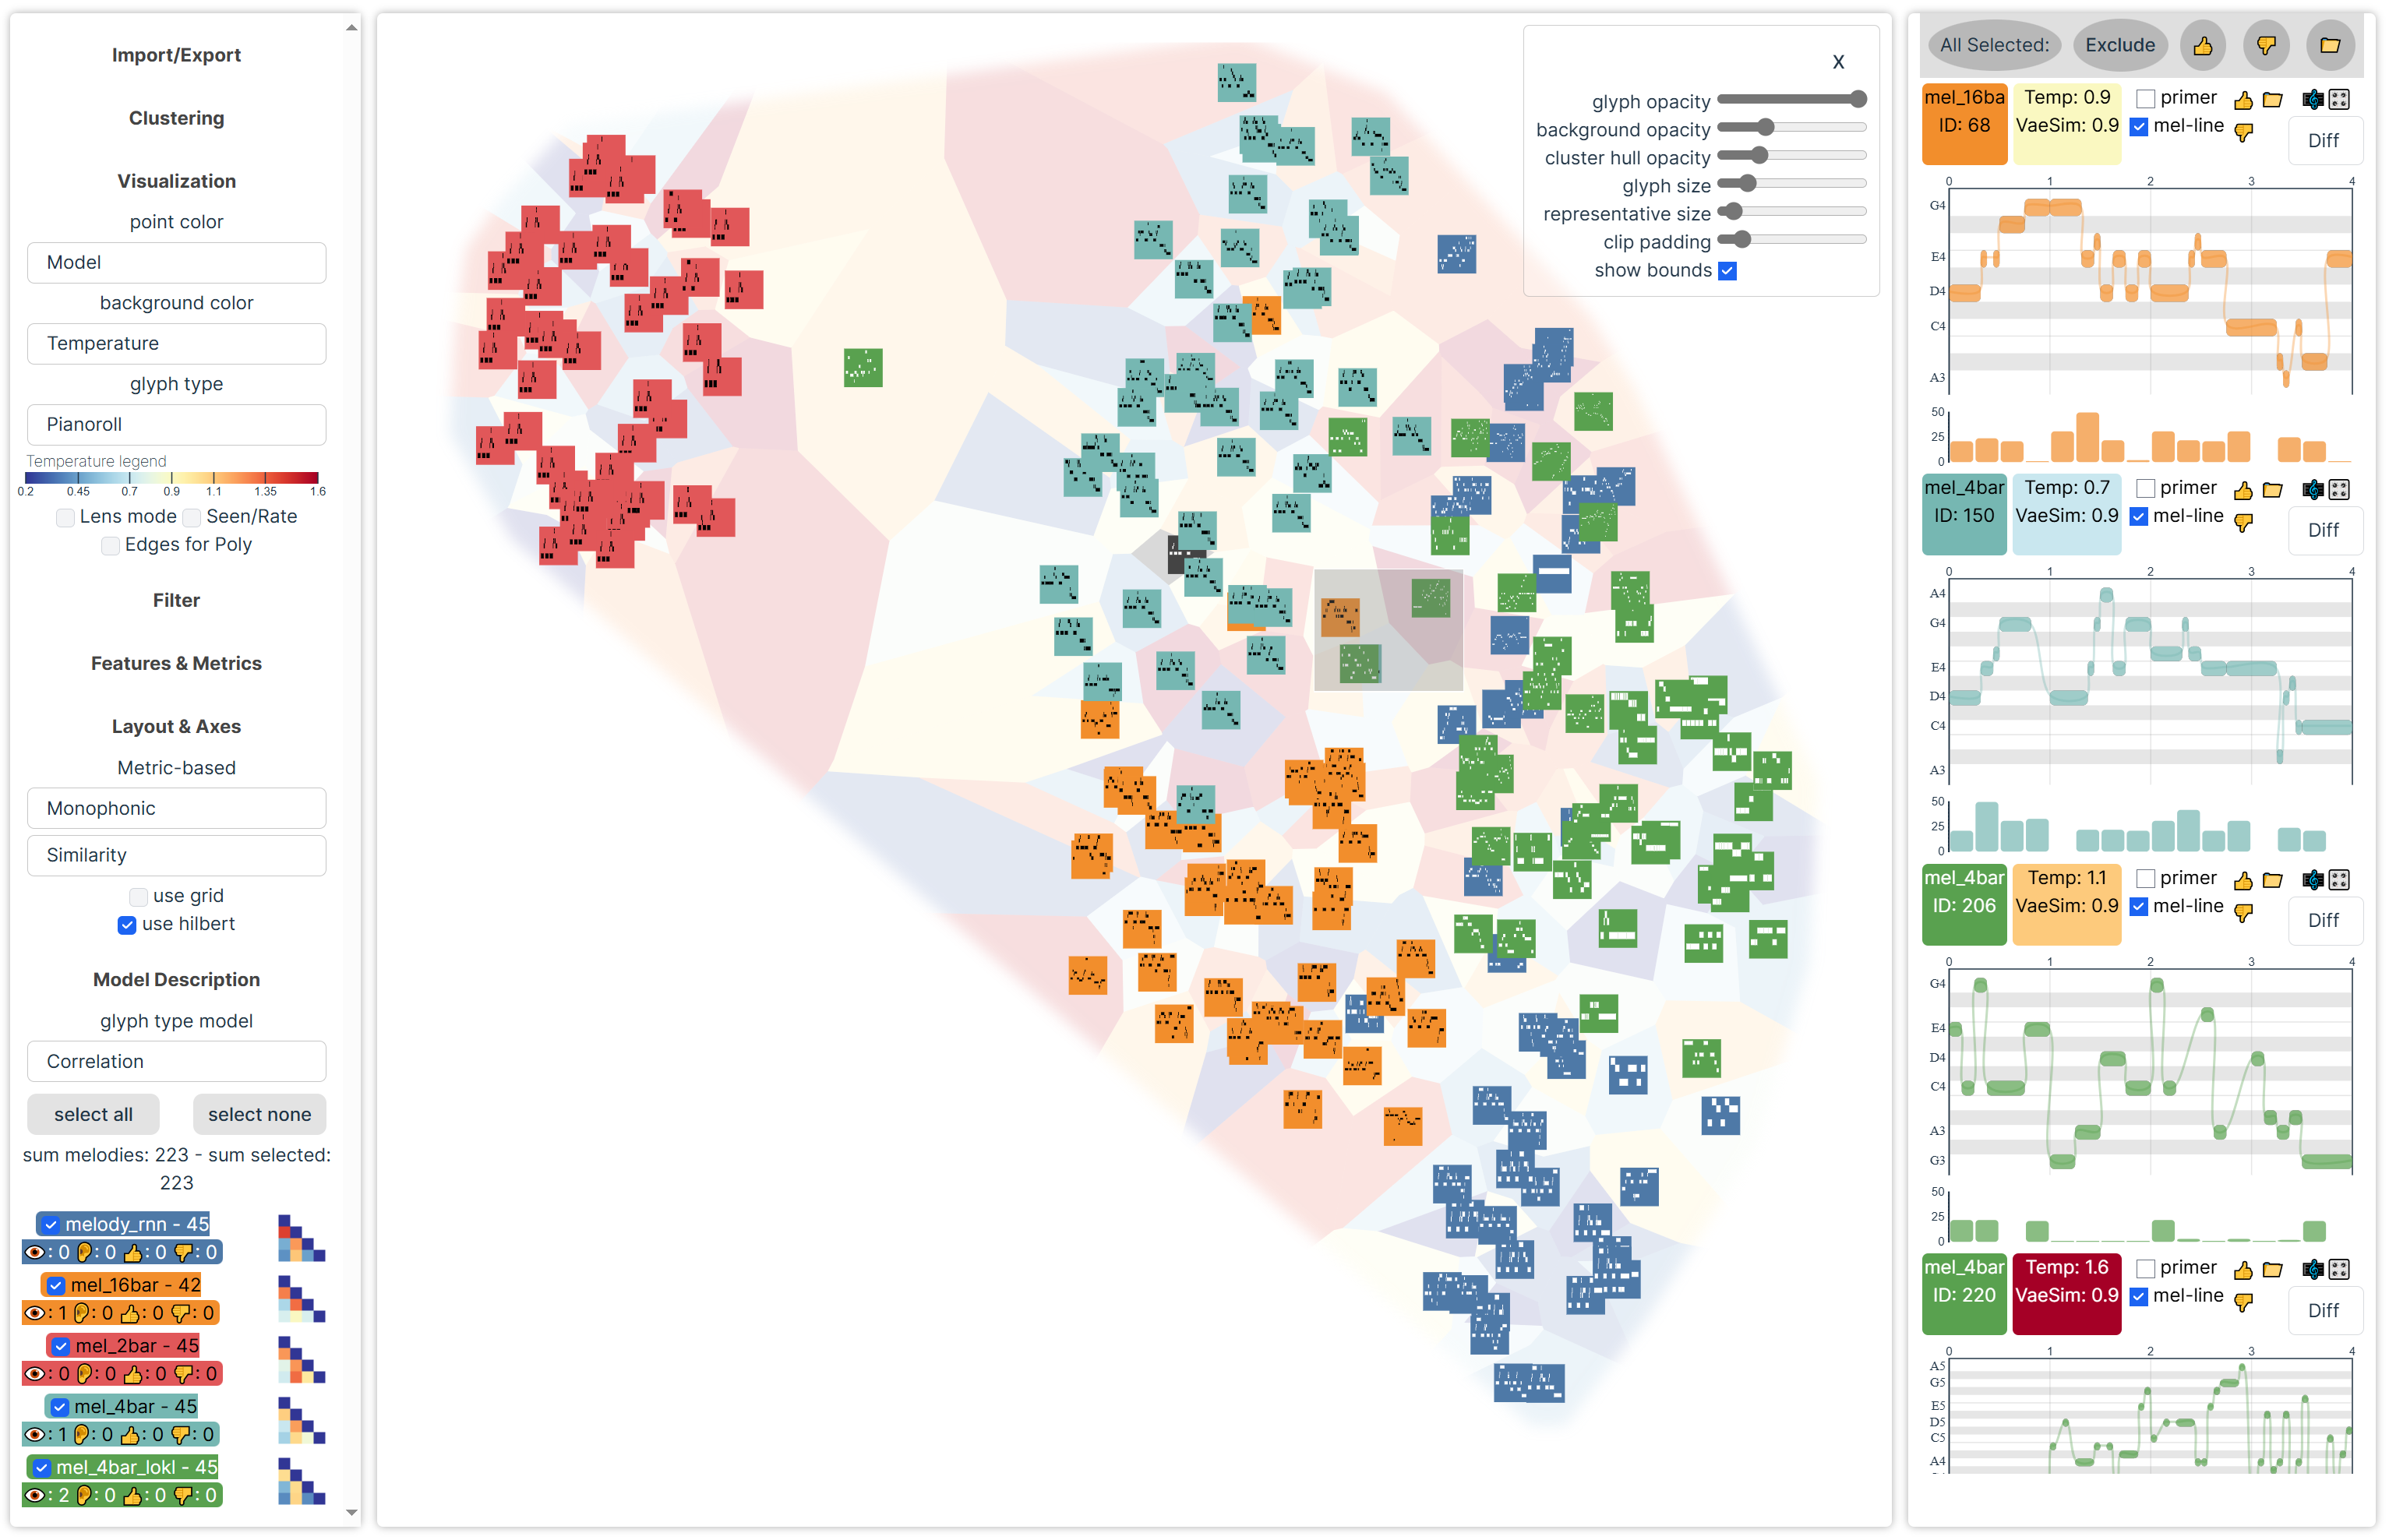 Import/Export
Clustering
Visualization
point color
Model
background color
Temperature
glyph type
Pianoroll
Temperature legend
0.2 0.45 0.7 0.9 1.1 1.35 1.6
Lens mode Seen/Rate
Edges for Poly
Filter
Features & Metrics
Layout & Axes
Metric-based
Monophonic
Similarity
use grid
use hilbert
Model Description
glyph type model
Correlation
select all select none
sum melodies: 223 - sum selected:
223
melody_rnn - 45
: 0 : 0 : 0 : 0
mel_16bar - 42
: 1 : 0 : 0 : 0
mel_2bar - 45
: 0 : 0 : 0 : 0
mel_4bar - 45
: 1 : 0 : 0 : 0
mel_4bar_lokl - 45
: 2 : 0 : 0 : 0
X
glyph opacity
background opacity
cluster hull opacity
glyph size
representative size
clip padding
show bounds
All Selected: Exclude
mel_16ba Temp: 0.9 primer
ID: 68 VaeSim: 0.9 mel-line Diff
0 1 2 3 4
G4
E4
D4
C4
A3
50
25
0
mel_4bar Temp: 0.7 primer
ID: 150 VaeSim: 0.9 mel-line Diff
0 1 2 3 4
A4
G4
E4
D4
C4
A3
50
25
0
mel_4bar Temp: 1.1 primer
ID: 206 VaeSim: 0.9 mel-line Diff
0 1 2 3 4
G4
E4
D4
C4
A3
G3
50
25
0
mel_4bar Temp: 1.6 primer
ID: 220 VaeSim: 0.9 mel-line Diff
0 1 2 3 4
A5
G5
E5
D5
C5
A4